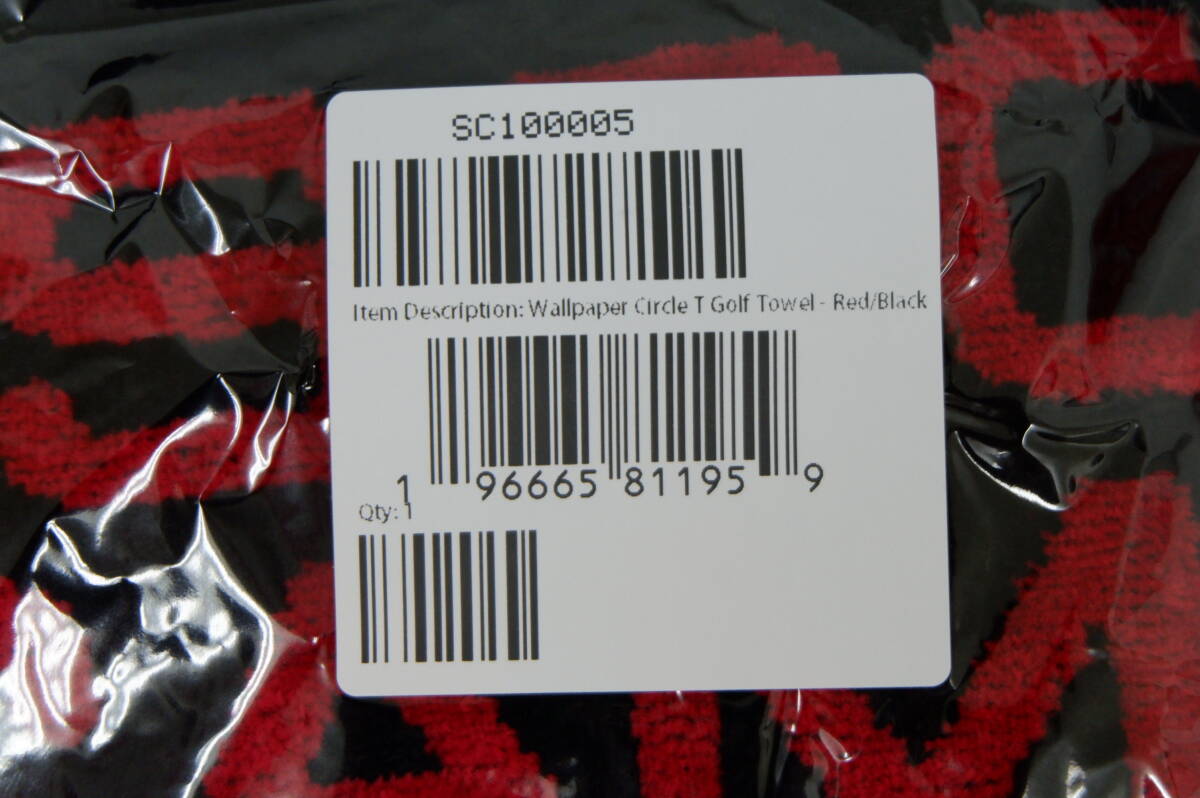 SC100005
Item Description: Wallpaper Circle T Golf Towel - Red/Black
1 96665 81195 9
Qty: 1